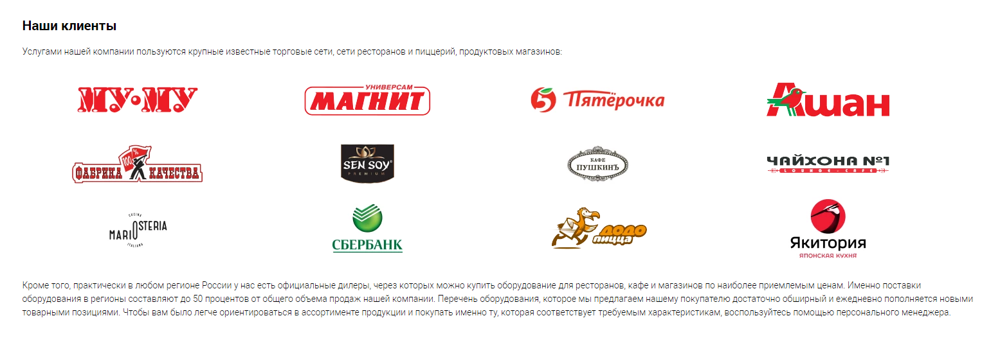 Наши клиенты
Услугами нашей компании пользуются крупные известные торговые сети, сети ресторанов и пиццерий, продуктовых магазинов:
МУ•МУ
УНИВЕРСАМ
МАГНИТ
5 Пятёрочка
Ашан
100%
ФАБРИКА КАЧЕСТВА
SEN SOY®
PREMIUM
КАФЕ
ПУШКИНЪ
ЧАЙХОНА №1
LOUNGE - CAFE
CUCINA
MARIOSTERIA
ITALIANA
СБЕРБАНК
ДОДО
ПИЦЦА
Якитория
ЯПОНСКАЯ КУХНЯ
Кроме того, практически в любом регионе России у нас есть официальные дилеры, через которых можно купить оборудование для ресторанов, кафе и магазинов по наиболее приемлемым ценам. Именно поставки
оборудования в регионы составляют до 50 процентов от общего объема продаж нашей компании. Перечень оборудования, которое мы предлагаем нашему покупателю достаточно обширный и ежедневно пополняется новыми
товарными позициями. Чтобы вам было легче ориентироваться в ассортименте продукции и покупать именно ту, которая соответствует требуемым характеристикам, воспользуйтесь помощью персонального менеджера.